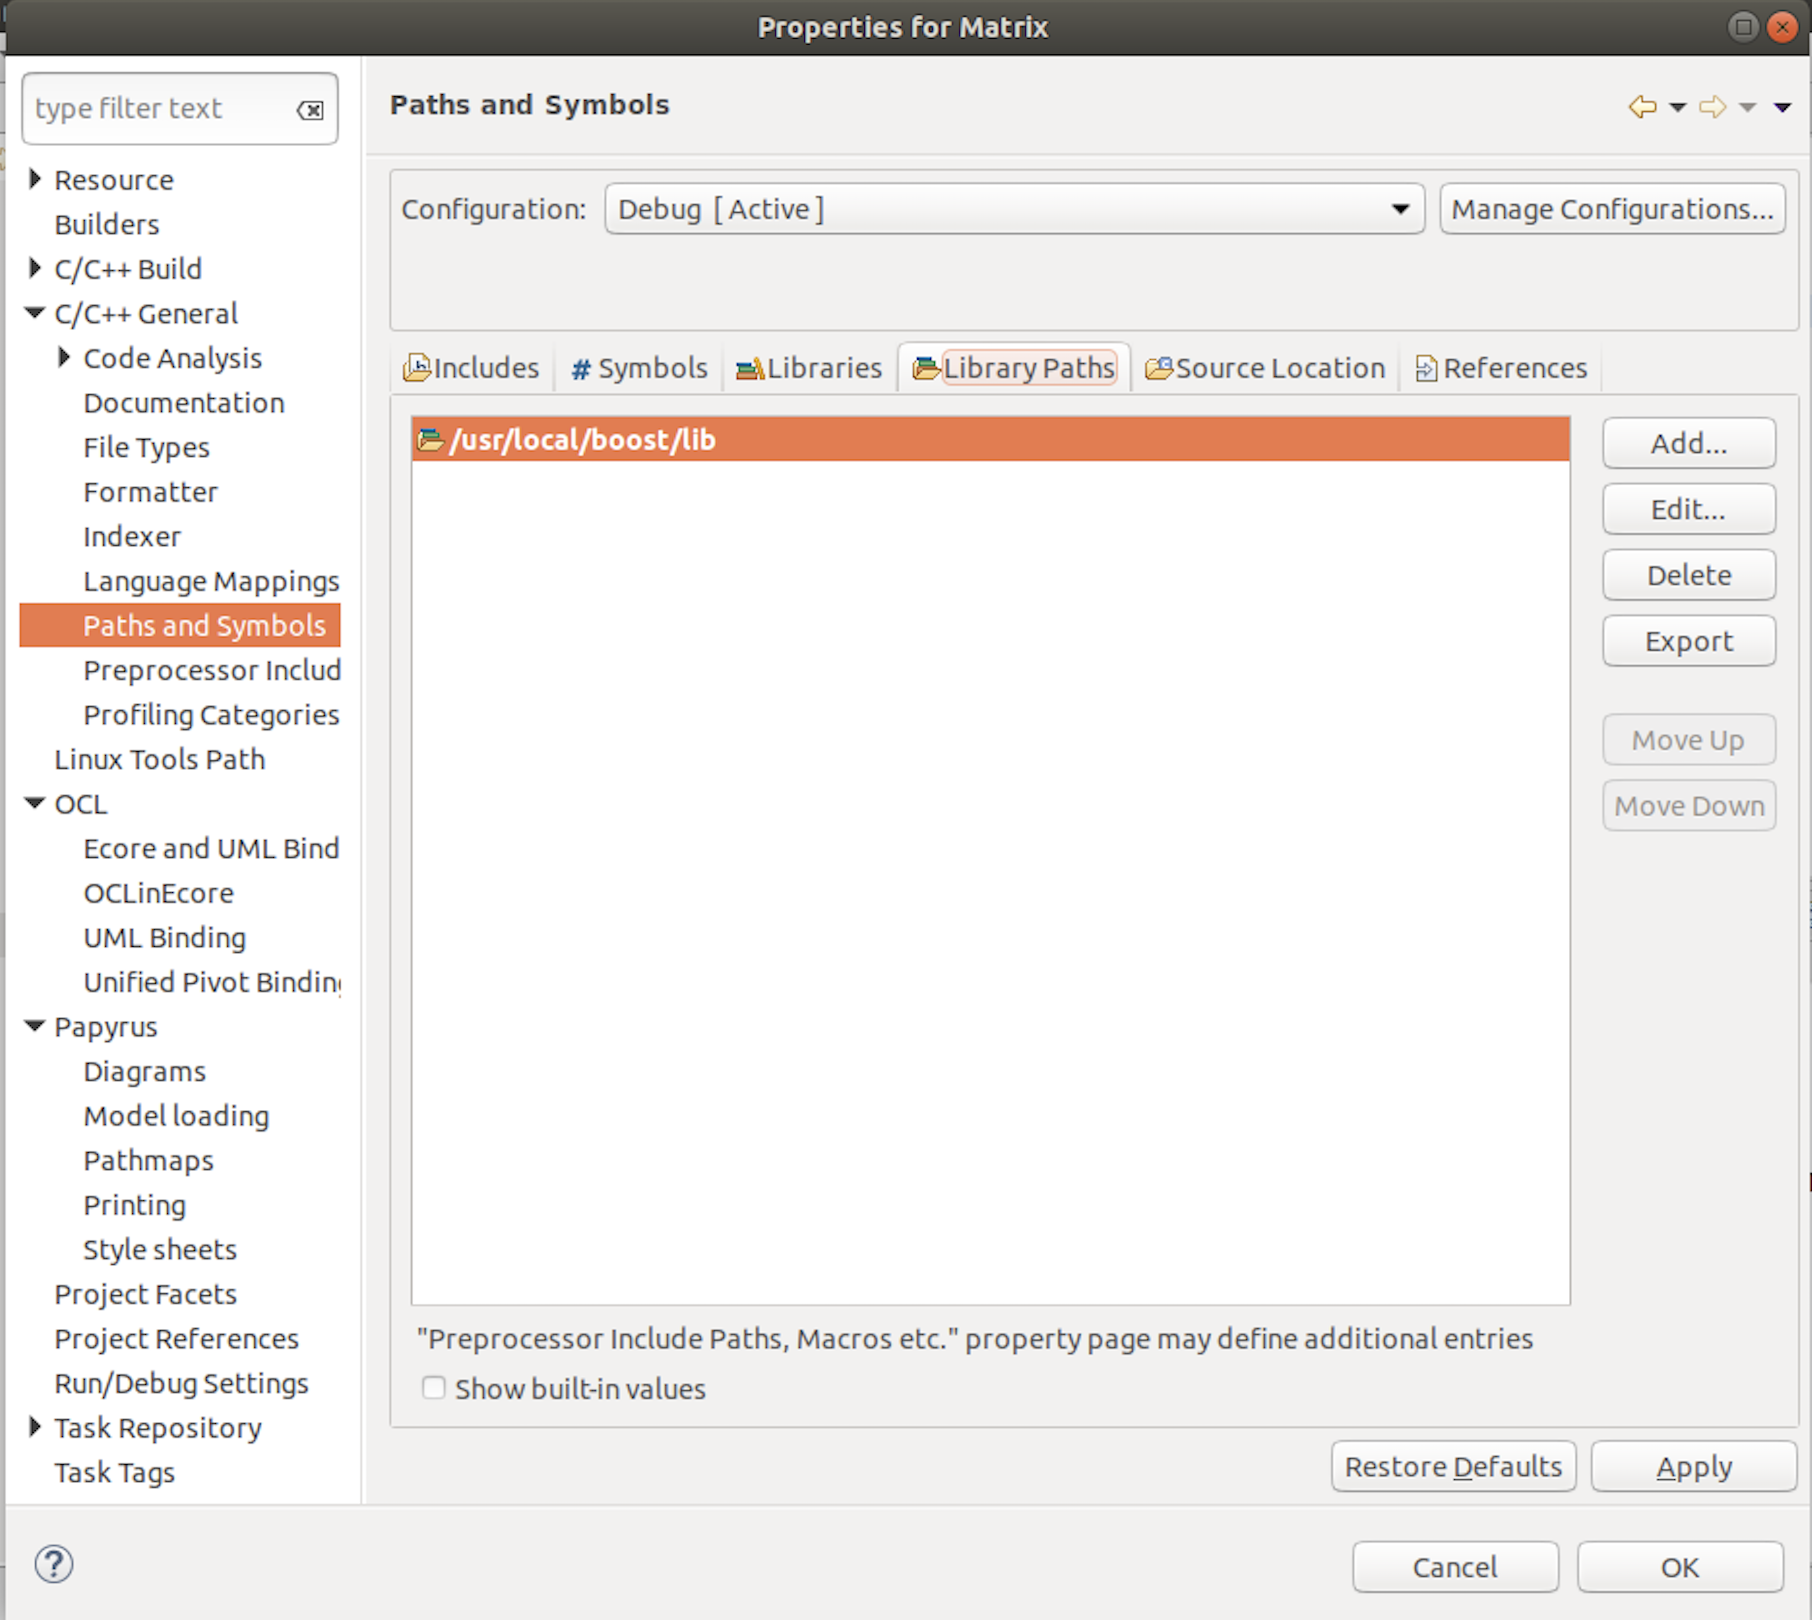 Properties for Matrix
type filter text
Resource
Builders
C/C++ Build
C/C++ General
Code Analysis
Documentation
File Types
Formatter
Indexer
Language Mappings
Paths and Symbols
Preprocessor Includ
Profiling Categories
Linux Tools Path
OCL
Ecore and UML Bind
OCLinEcore
UML Binding
Unified Pivot Binding
Papyrus
Diagrams
Model loading
Pathmaps
Printing
Style sheets
Project Facets
Project References
Run/Debug Settings
Task Repository
Task Tags
Paths and Symbols
Configuration: Debug [ Active ] Manage Configurations...
Includes # Symbols Libraries Library Paths Source Location References
/usr/local/boost/lib
Add...
Edit...
Delete
Export
Move Up
Move Down
"Preprocessor Include Paths, Macros etc." property page may define additional entries
Show built-in values
Restore Defaults Apply
? Cancel OK